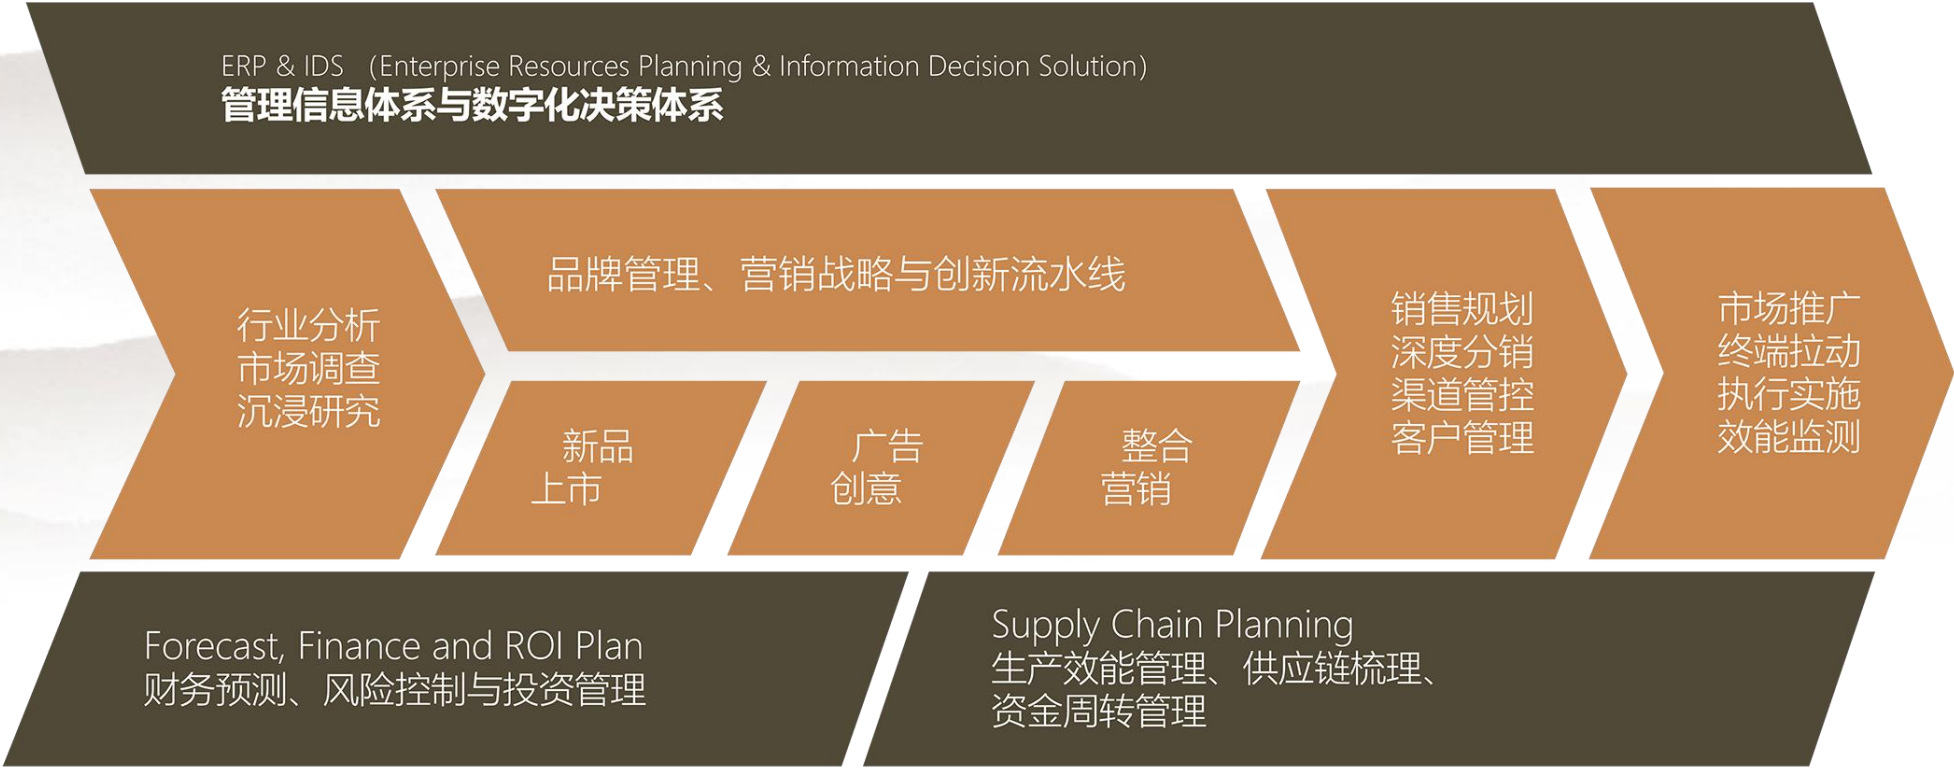 ERP & IDS （Enterprise Resources Planning & Information Decision Solution）
管理信息体系与数字化决策体系
行业分析
市场调查
沉浸研究
品牌管理、营销战略与创新流水线
新品
上市
广告
创意
整合
营销
销售规划
深度分销
渠道管控
客户管理
市场推广
终端拉动
执行实施
效能监测
Forecast, Finance and ROI Plan
财务预测、风险控制与投资管理
Supply Chain Planning
生产效能管理、供应链梳理、
资金周转管理